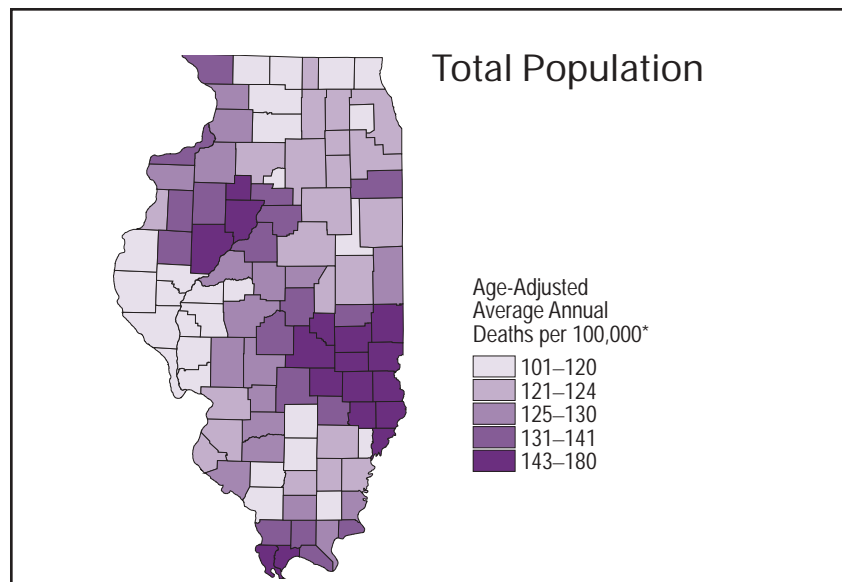 Total Population
Age-Adjusted
Average Annual
Deaths per 100,000*
101–120
121–124
125–130
131–141
143–180